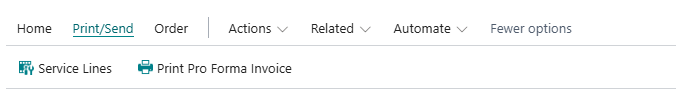 Home Print/Send Order Actions Related Automate Fewer options
Service Lines Print Pro Forma Invoice